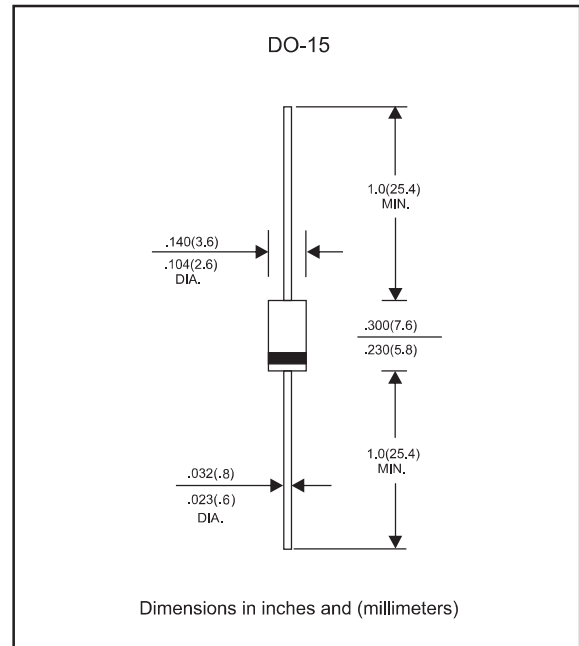 DO-15
1.0(25.4)
MIN.
.140(3.6)
.104(2.6)
DIA.
.300(7.6)
.230(5.8)
1.0(25.4)
MIN.
.032(.8)
.023(.6)
DIA.
Dimensions in inches and (millimeters)